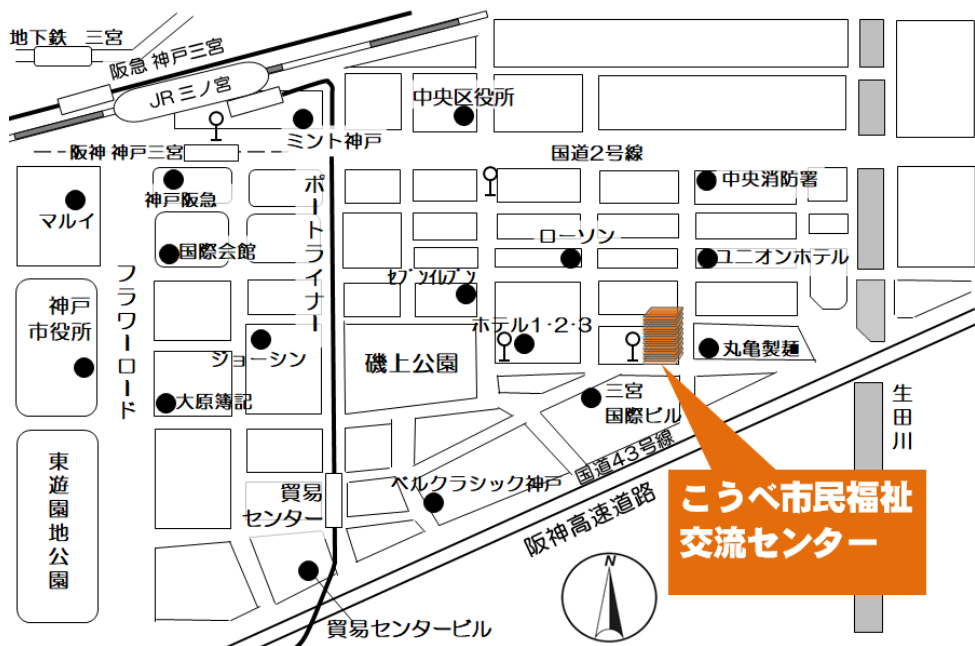 地下鉄 三宮
阪急 神戸三宮
JR 三ノ宮
中央区役所
ミント神戸
阪神 神戸三宮
国道2号線
神戸阪急
マルイ
中央消防署
ポートライナー
国際会館
ローソン
ユニオンホテル
セブンイレブン
フラワーロード
神戸
市役所
ホテル1・2・3
ジョーシン
磯上公園
丸亀製麺
大原簿記
三宮
国際ビル
生田川
国道43号線
東遊園地公園
貿易
センター
ベルクラシック神戸
阪神高速道路
こうべ市民福祉
交流センター
N
貿易センタービル